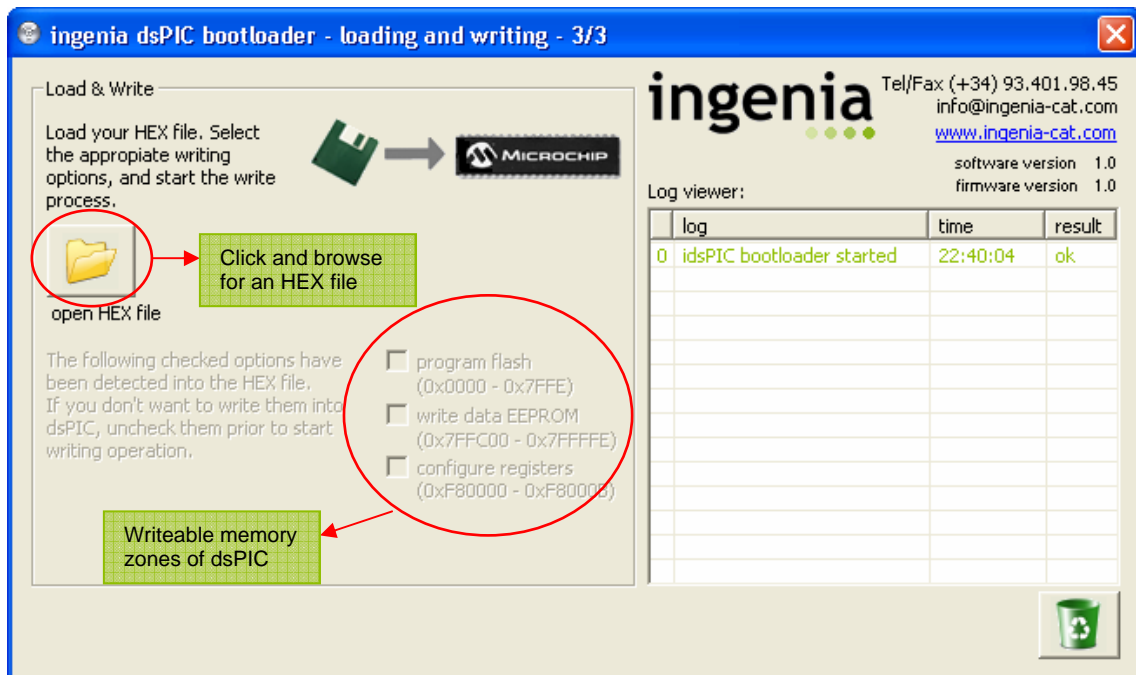 ingenia dsPIC bootloader - loading and writing - 3/3
Load & Write
Load your HEX file. Select
the appropiate writing
options, and start the write
process.
MICROCHIP
Click and browse
for an HEX file
open HEX file
The following checked options have
been detected into the HEX file.
If you don't want to write them into
dsPIC, uncheck them prior to start
writing operation.
program flash
(0x0000 - 0x7FFE)
write data EEPROM
(0x7FFC00 - 0x7FFFFE)
configure registers
(0xF80000 - 0xF8000B)
Writeable memory
zones of dsPIC
ingenia
Tel/Fax (+34) 93.401.98.45
info@ingenia-cat.com
www.ingenia-cat.com
software version 1.0
firmware version 1.0
Log viewer:
log time result
0 idsPIC bootloader started 22:40:04 ok